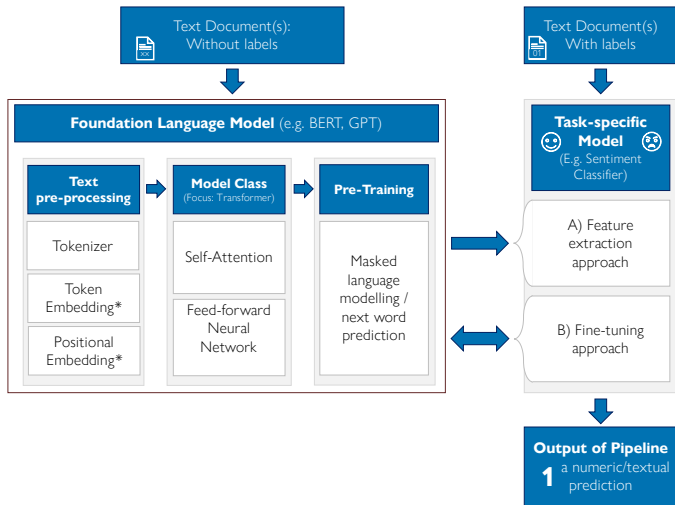 Text Document(s):
Without labels
xx
Text Document(s)
With labels
01
Foundation Language Model (e.g. BERT, GPT)
Text
pre-processing
Model Class
(Focus: Transformer)
Pre-Training
Tokenizer
Token
Embedding*
Positional
Embedding*
Self-Attention
Feed-forward
Neural
Network
Masked
language
modelling /
next word
prediction
Task-specific
Model
(E.g. Sentiment
Classifier)
A) Feature
extraction
approach
B) Fine-tuning
approach
Output of Pipeline
1 a numeric/textual
prediction